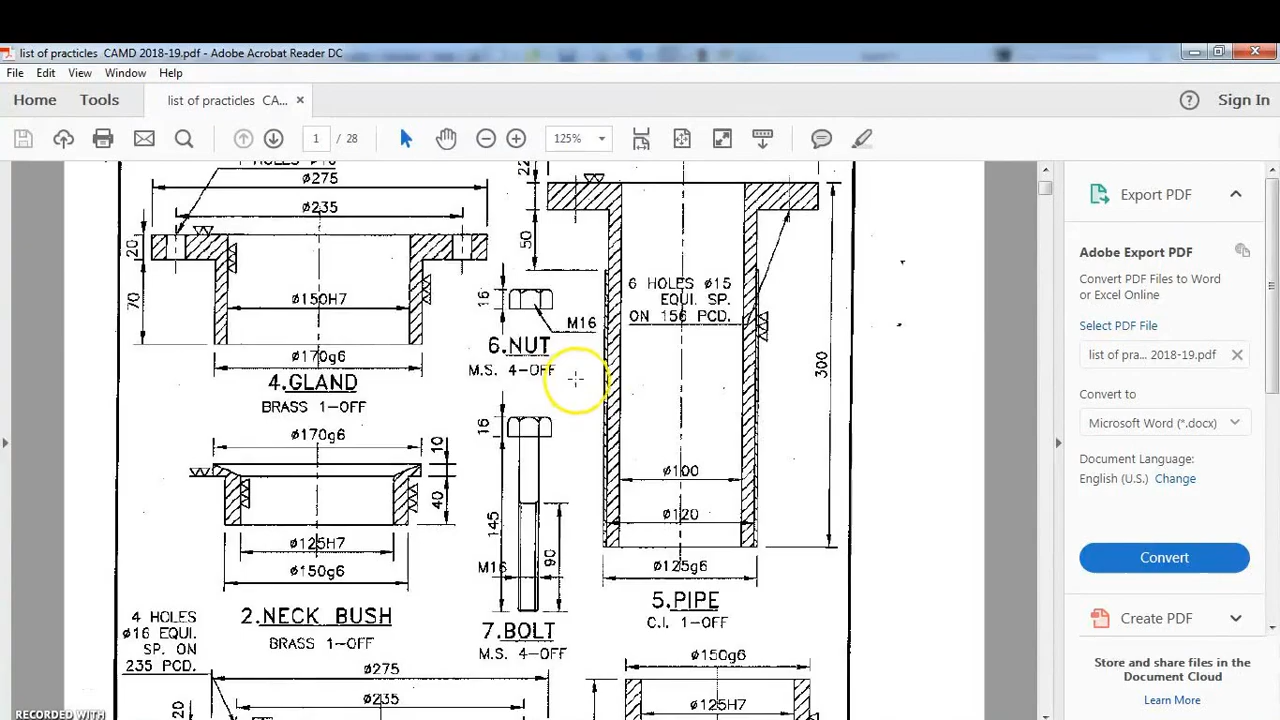 list of practicles CAMD 2018-19.pdf - Adobe Acrobat Reader DC
File Edit View Window Help
Home Tools list of practicles CA... × Sign In
1 / 28 125%
ø275
ø235
20
70
ø150H7
ø170g6
4.GLAND
BRASS 1-OFF
ø170g6
10
40
ø125H7
ø150g6
2.NECK BUSH
BRASS 1-OFF
4 HOLES
ø16 EQUI.
SP. ON
235 PCD.
ø275
ø235
20
16
M16
6.NUT
M.S. 4-OFF
16
145
90
M16
7.BOLT
M.S. 4-OFF
22
50
6 HOLES ø15
EQUI. SP.
ON 156 PCD.
300
ø100
ø120
ø125g6
5.PIPE
C.I. 1-OFF
ø150g6
ø125H7
Export PDF
Adobe Export PDF
Convert PDF Files to Word
or Excel Online
Select PDF File
list of pra... 2018-19.pdf ×
Convert to
Microsoft Word (*.docx)
Document Language:
English (U.S.) Change
Convert
Create PDF
Store and share files in the
Document Cloud
Learn More
RECORDED WITH